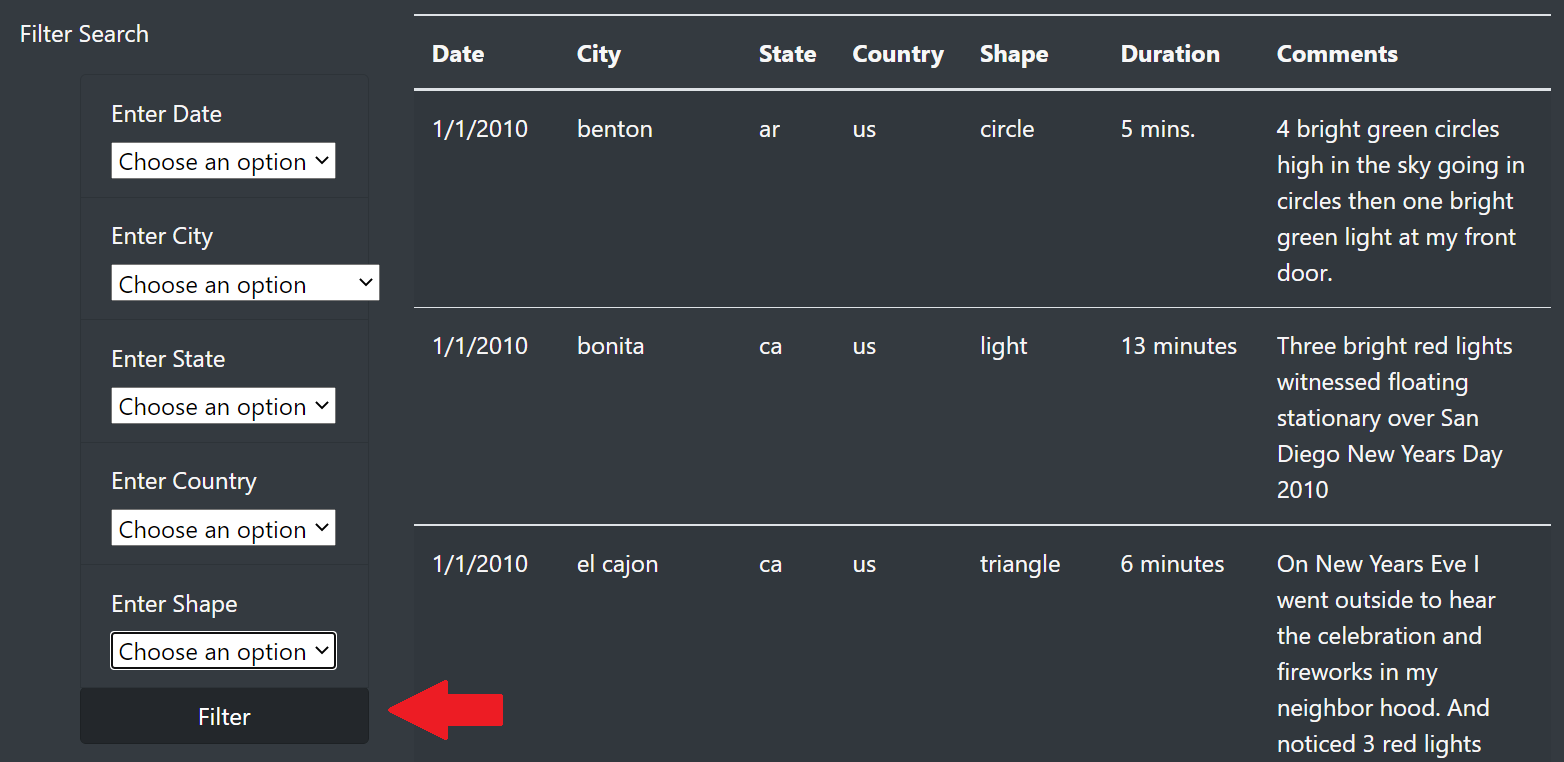 Filter Search
Enter Date
Choose an option
Enter City
Choose an option
Enter State
Choose an option
Enter Country
Choose an option
Enter Shape
Choose an option
Filter
Date City State Country Shape Duration Comments
1/1/2010 benton ar us circle 5 mins. 4 bright green circles
high in the sky going in
circles then one bright
green light at my front
door.
1/1/2010 bonita ca us light 13 minutes Three bright red lights
witnessed floating
stationary over San
Diego New Years Day
2010
1/1/2010 el cajon ca us triangle 6 minutes On New Years Eve I
went outside to hear
the celebration and
fireworks in my
neighbor hood. And
noticed 3 red lights